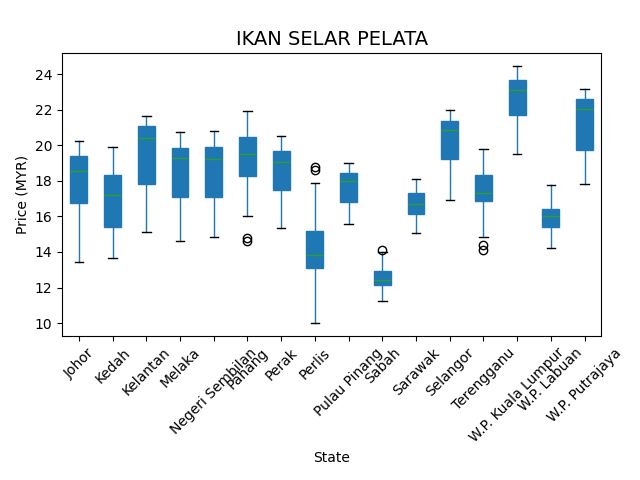 IKAN SELAR PELATA
Price (MYR)
24
22
20
18
16
14
12
10
Johor
Kedah
Kelantan
Melaka
Negeri Sembilan
Pahang
Perak
Perlis
Pulau Pinang
Sabah
Sarawak
Selangor
Terengganu
W.P. Kuala Lumpur
W.P. Labuan
W.P. Putrajaya
State